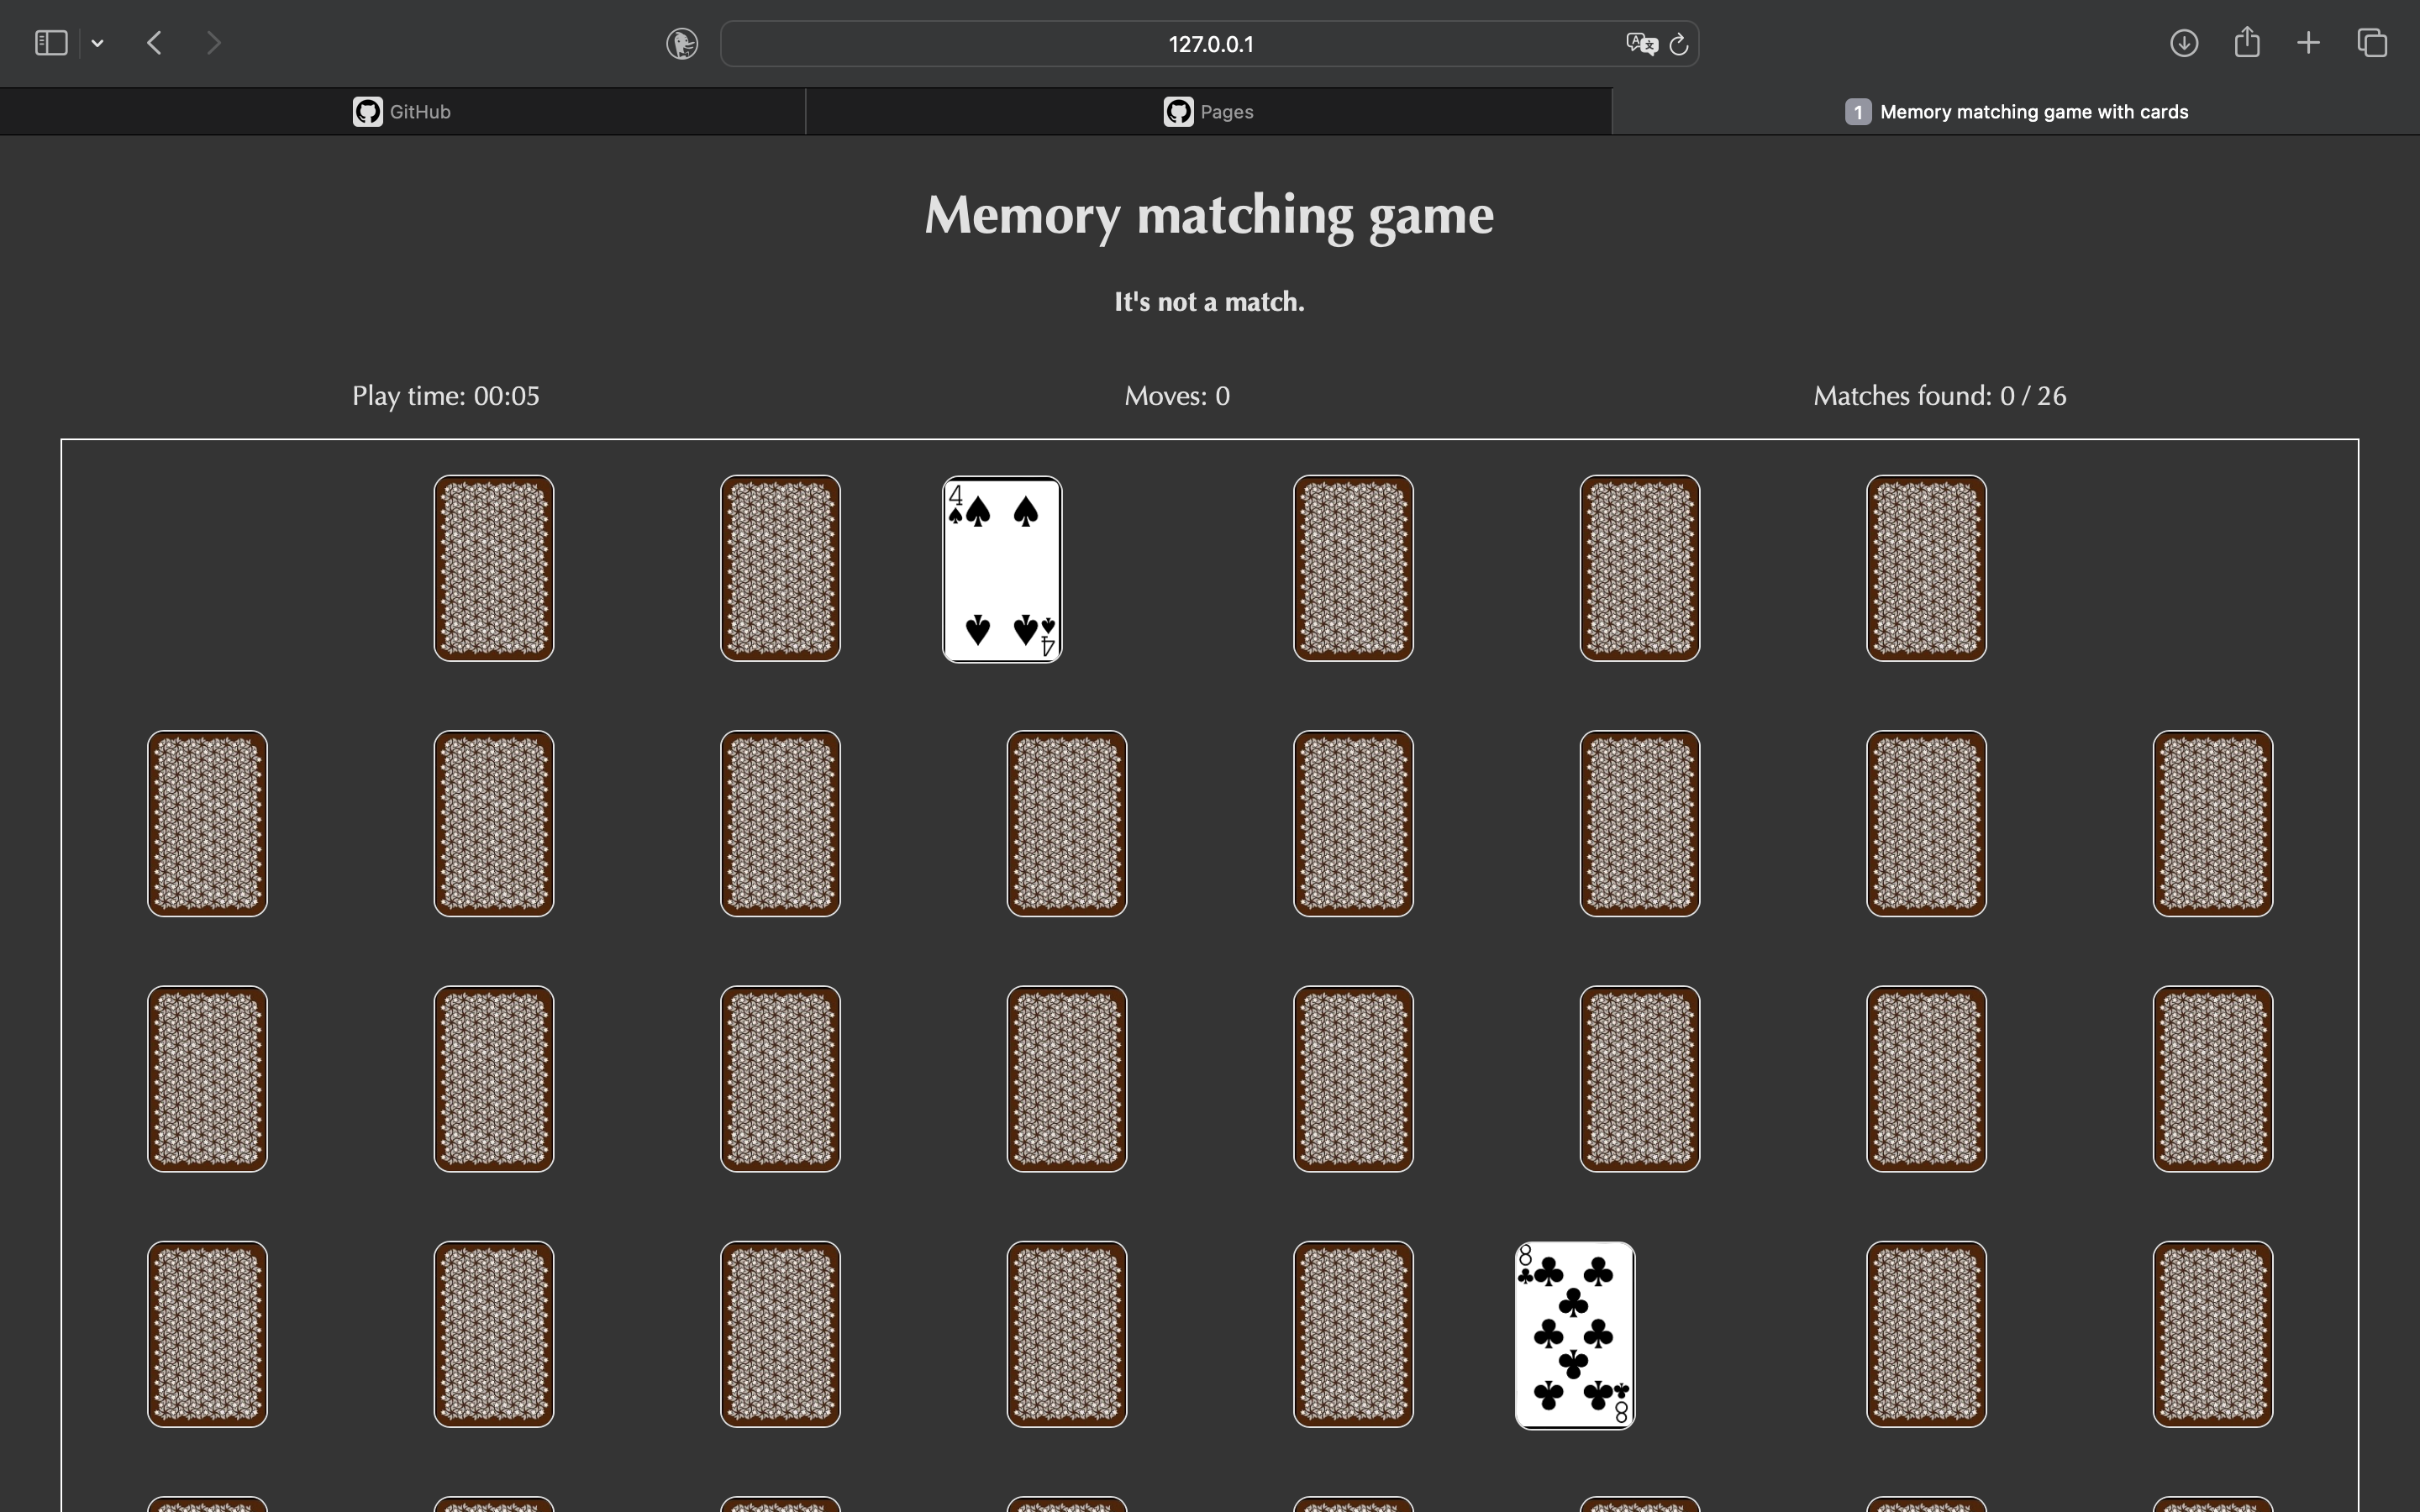 127.0.0.1
GitHub
Pages
1 Memory matching game with cards
Memory matching game
It's not a match.
Play time: 00:05
Moves: 0
Matches found: 0 / 26
4
4
8
8